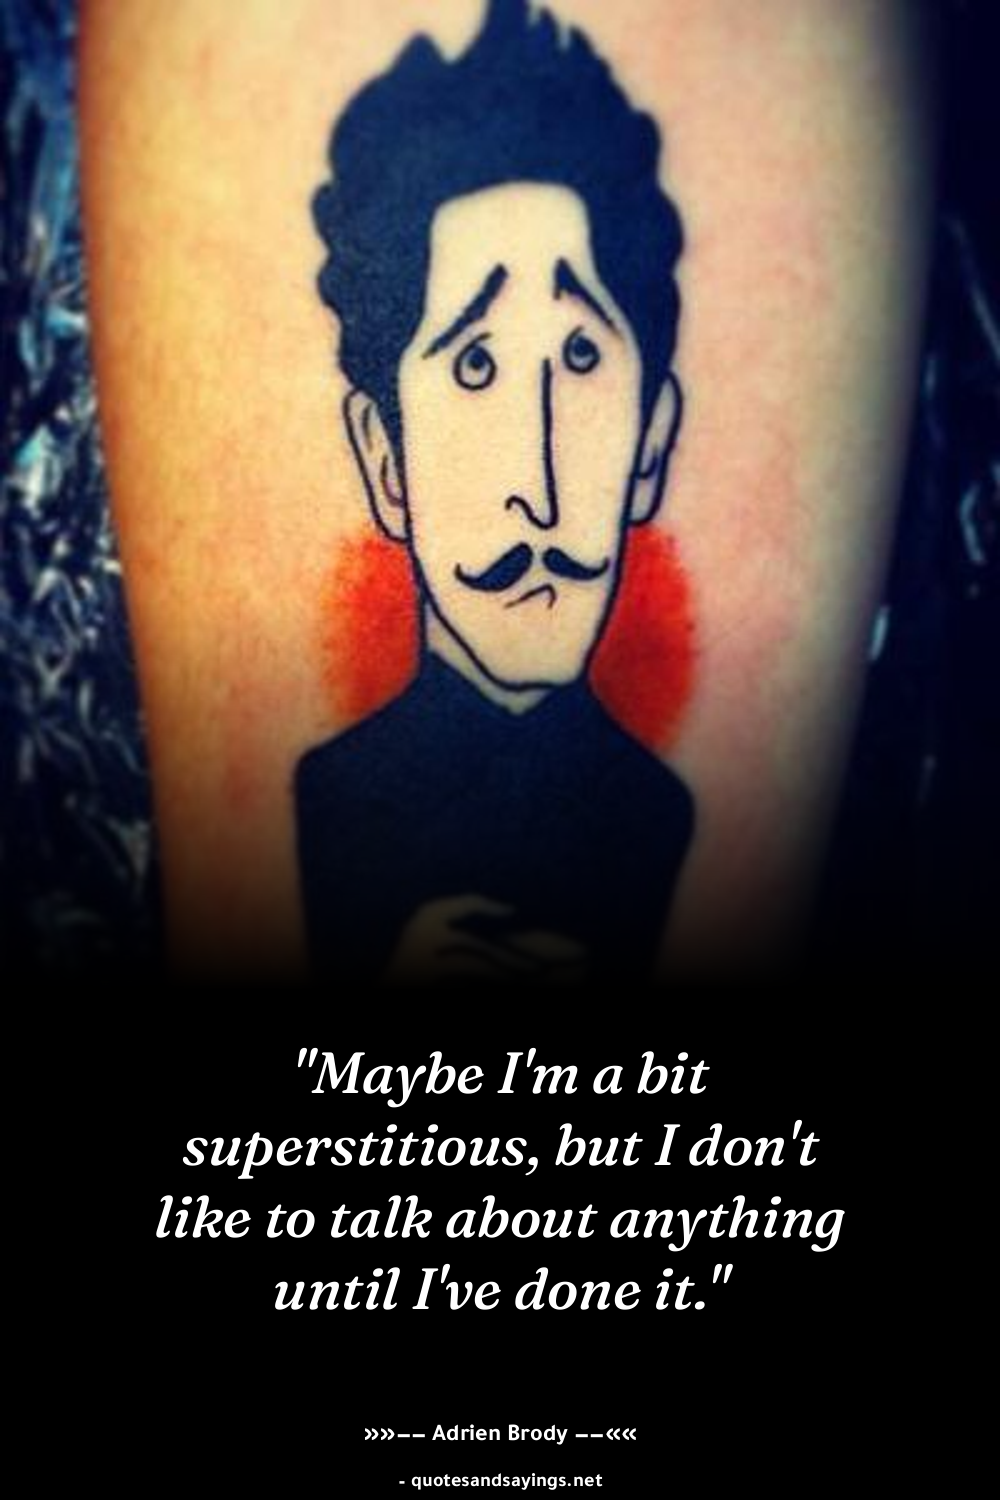 "Maybe I'm a bit
superstitious, but I don't
like to talk about anything
until I've done it."
»»–– Adrien Brody ––««
- quotesandsayings.net